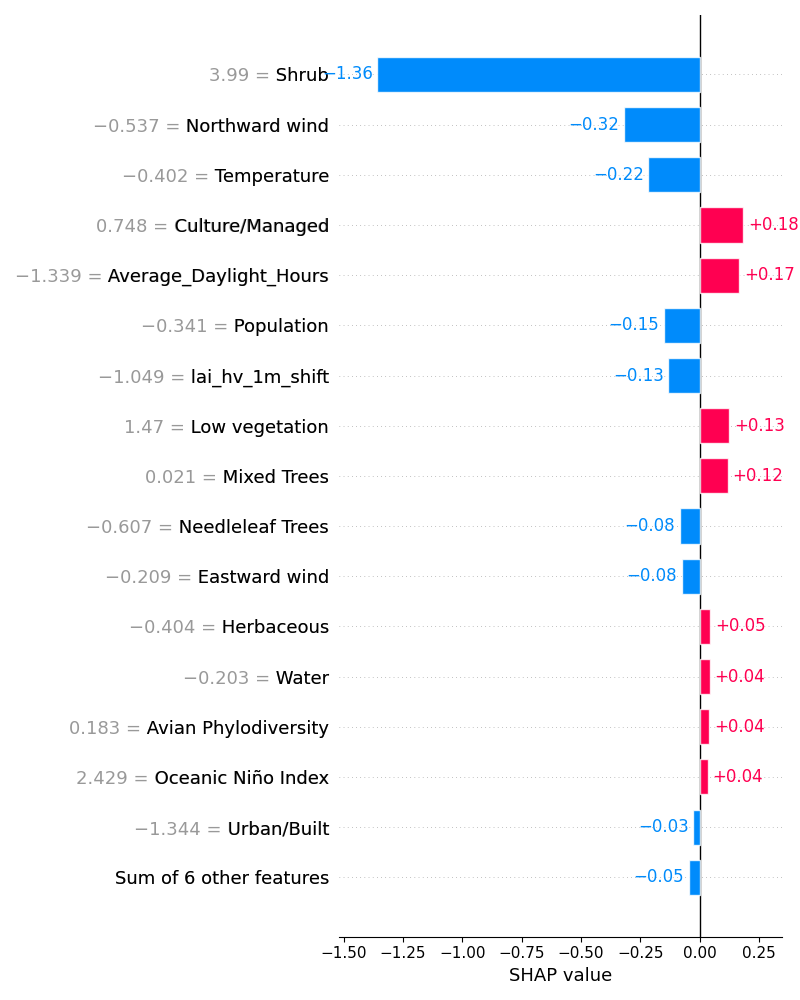 3.99 = Shrub −1.36
−0.537 = Northward wind −0.32
−0.402 = Temperature −0.22
0.748 = Culture/Managed +0.18
−1.339 = Average_Daylight_Hours +0.17
−0.341 = Population −0.15
−1.049 = lai_hv_1m_shift −0.13
1.47 = Low vegetation +0.13
0.021 = Mixed Trees +0.12
−0.607 = Needleleaf Trees −0.08
−0.209 = Eastward wind −0.08
−0.404 = Herbaceous +0.05
−0.203 = Water +0.04
0.183 = Avian Phylodiversity +0.04
2.429 = Oceanic Niño Index +0.04
−1.344 = Urban/Built −0.03
Sum of 6 other features −0.05
−1.50 −1.25 −1.00 −0.75 −0.50 −0.25 0.00 0.25
SHAP value